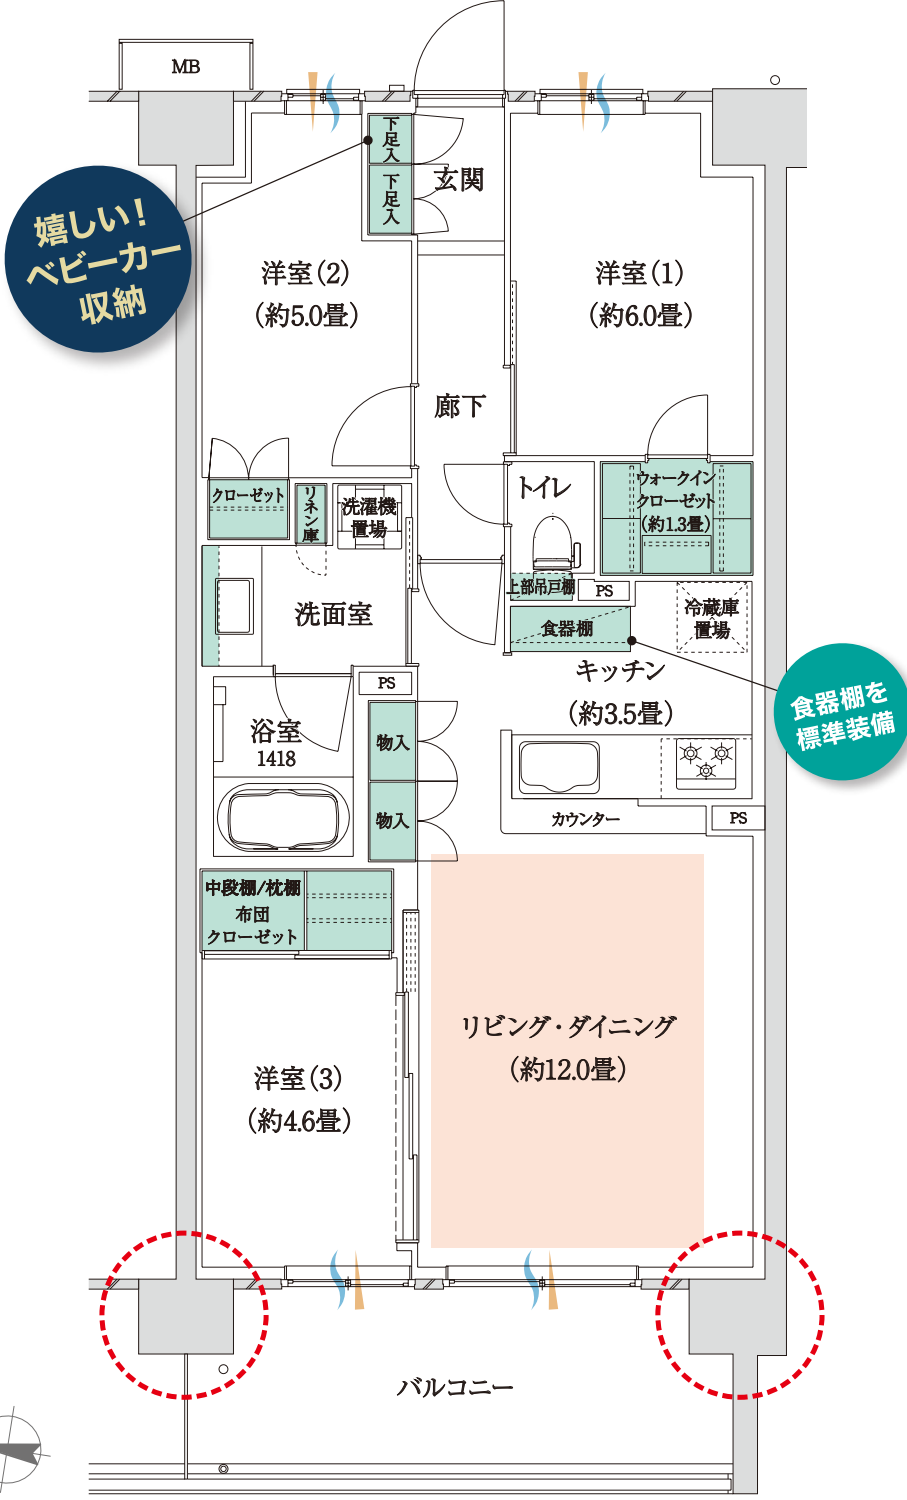 MB
下足入
下足入
玄関
嬉しい！
ベビーカー
収納
洋室（2）
（約5.0畳）
洋室（1）
（約6.0畳）
廊下
クローゼット
リネン庫
洗濯機
置場
トイレ
ウォークイン
クローゼット
（約1.3畳）
上部吊戸棚
PS
冷蔵庫
置場
洗面室
食器棚
キッチン
（約3.5畳）
食器棚を
標準装備
PS
浴室
1418
物入
物入
カウンター
PS
中段棚/枕棚
布団
クローゼット
リビング・ダイニング
（約12.0畳）
洋室（3）
（約4.6畳）
バルコニー